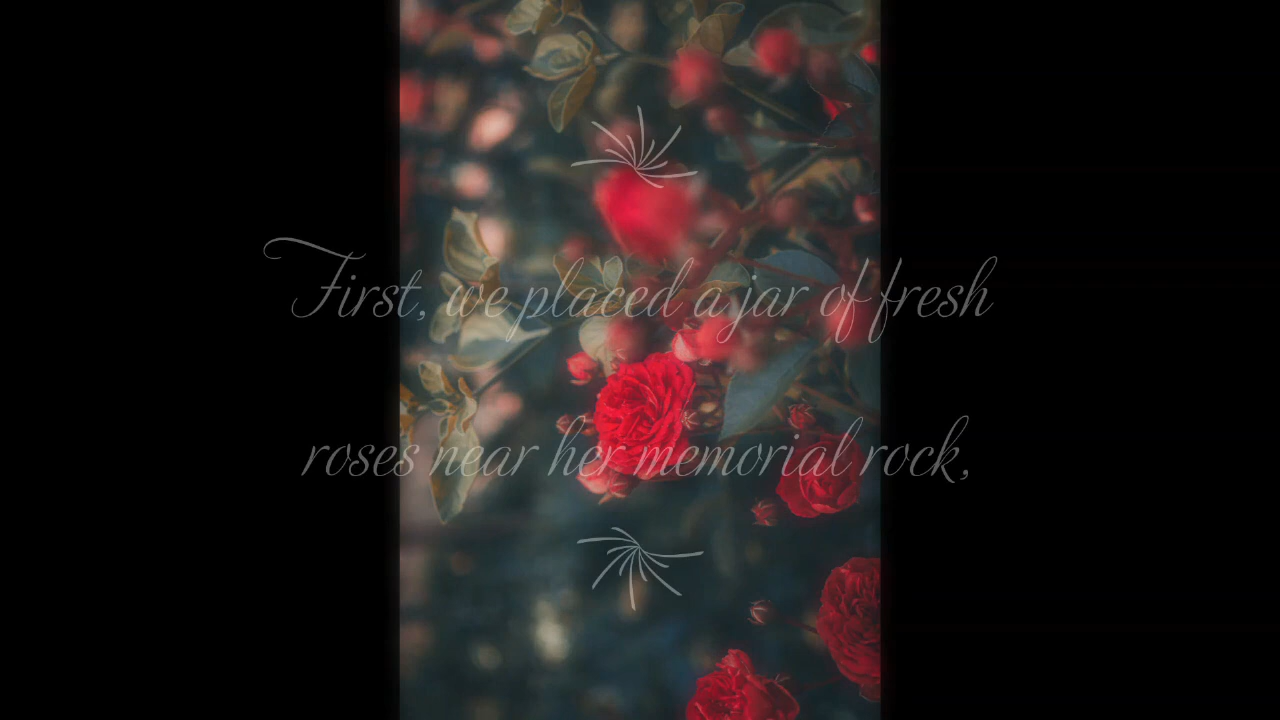 First, we placed a jar of fresh
roses near her memorial rock,